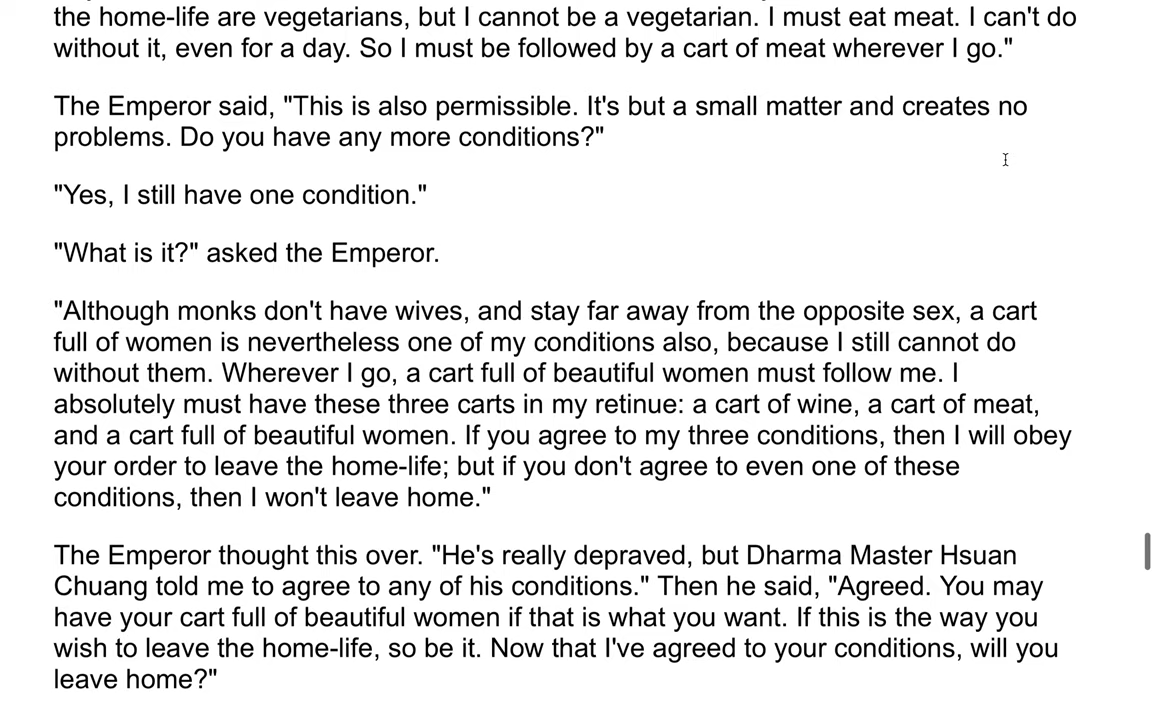 the home-life are vegetarians, but I cannot be a vegetarian. I must eat meat. I can't do
without it, even for a day. So I must be followed by a cart of meat wherever I go."
The Emperor said, "This is also permissible. It's but a small matter and creates no
problems. Do you have any more conditions?"
"Yes, I still have one condition."
"What is it?" asked the Emperor.
"Although monks don't have wives, and stay far away from the opposite sex, a cart
full of women is nevertheless one of my conditions also, because I still cannot do
without them. Wherever I go, a cart full of beautiful women must follow me. I
absolutely must have these three carts in my retinue: a cart of wine, a cart of meat,
and a cart full of beautiful women. If you agree to my three conditions, then I will obey
your order to leave the home-life; but if you don't agree to even one of these
conditions, then I won't leave home."
The Emperor thought this over. "He's really depraved, but Dharma Master Hsuan
Chuang told me to agree to any of his conditions." Then he said, "Agreed. You may
have your cart full of beautiful women if that is what you want. If this is the way you
wish to leave the home-life, so be it. Now that I've agreed to your conditions, will you
leave home?"